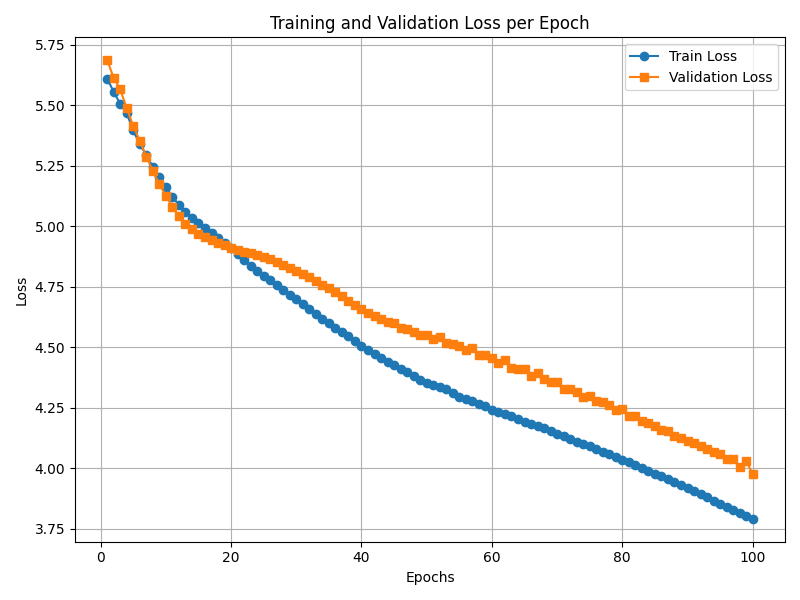 Training and Validation Loss per Epoch
Train Loss
Validation Loss
Loss
5.75
5.50
5.25
5.00
4.75
4.50
4.25
4.00
3.75
0 20 40 60 80 100
Epochs